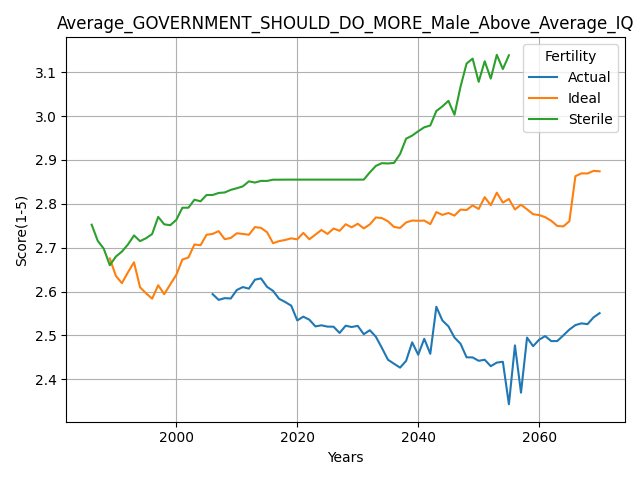 Average_GOVERNMENT_SHOULD_DO_MORE_Male_Above_Average_IQ
Fertility
Actual
Ideal
Sterile
3.1
3.0
2.9
2.8
2.7
2.6
2.5
2.4
Score(1-5)
2000 2020 2040 2060
Years